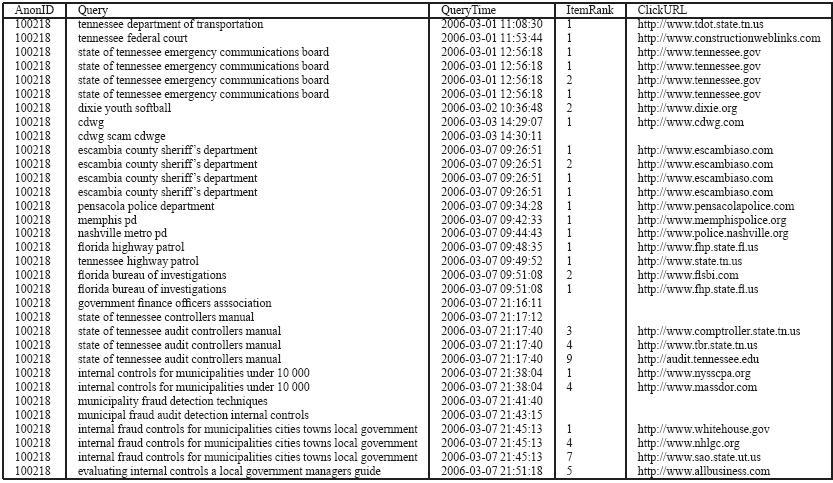 AnonID Query QueryTime ItemRank ClickURL
100218 tennessee department of transportation 2006-03-01 11:08:30 1 http://www.tdot.state.tn.us
100218 tennessee federal court 2006-03-01 11:53:44 1 http://www.constructionweblinks.com
100218 state of tennessee emergency communications board 2006-03-01 12:56:18 1 http://www.tennessee.gov
100218 state of tennessee emergency communications board 2006-03-01 12:56:18 1 http://www.tennessee.gov
100218 state of tennessee emergency communications board 2006-03-01 12:56:18 2 http://www.tennessee.gov
100218 state of tennessee emergency communications board 2006-03-01 12:56:18 1 http://www.tennessee.gov
100218 dixie youth softball 2006-03-02 10:36:48 2 http://www.dixie.org
100218 cdwg 2006-03-03 14:29:07 1 http://www.cdwg.com
100218 cdwg scam cdwge 2006-03-03 14:30:11
100218 escambia county sheriff's department 2006-03-07 09:26:51 1 http://www.escambiaso.com
100218 escambia county sheriff's department 2006-03-07 09:26:51 2 http://www.escambiaso.com
100218 escambia county sheriff's department 2006-03-07 09:26:51 1 http://www.escambiaso.com
100218 escambia county sheriff's department 2006-03-07 09:26:51 1 http://www.escambiaso.com
100218 pensacola police department 2006-03-07 09:34:28 1 http://www.pensacolapolice.com
100218 memphis pd 2006-03-07 09:42:33 1 http://www.memphispolice.org
100218 nashville metro pd 2006-03-07 09:44:43 1 http://www.police.nashville.org
100218 florida highway patrol 2006-03-07 09:48:35 1 http://www.fhp.state.fl.us
100218 tennessee highway patrol 2006-03-07 09:49:52 1 http://www.state.tn.us
100218 florida bureau of investigations 2006-03-07 09:51:08 2 http://www.flsbi.com
100218 florida bureau of investigations 2006-03-07 09:51:08 1 http://www.fhp.state.fl.us
100218 government finance officers asssociation 2006-03-07 21:16:11
100218 state of tennessee controllers manual 2006-03-07 21:17:12
100218 state of tennessee audit controllers manual 2006-03-07 21:17:40 3 http://www.comptroller.state.tn.us
100218 state of tennessee audit controllers manual 2006-03-07 21:17:40 4 http://www.tbr.state.tn.us
100218 state of tennessee audit controllers manual 2006-03-07 21:17:40 9 http://audit.tennessee.edu
100218 internal controls for municipalities under 10 000 2006-03-07 21:38:04 1 http://www.nysscpa.org
100218 internal controls for municipalities under 10 000 2006-03-07 21:38:04 4 http://www.massdor.com
100218 municipality fraud detection techniques 2006-03-07 21:41:40
100218 municipal fraud audit detection internal controls 2006-03-07 21:43:15
100218 internal fraud controls for municipalities cities towns local government 2006-03-07 21:45:13 1 http://www.whitehouse.gov
100218 internal fraud controls for municipalities cities towns local government 2006-03-07 21:45:13 4 http://www.nhlgc.org
100218 internal fraud controls for municipalities cities towns local government 2006-03-07 21:45:13 7 http://www.sao.state.ut.us
100218 evaluating internal controls a local government managers guide 2006-03-07 21:51:18 5 http://www.allbusiness.com